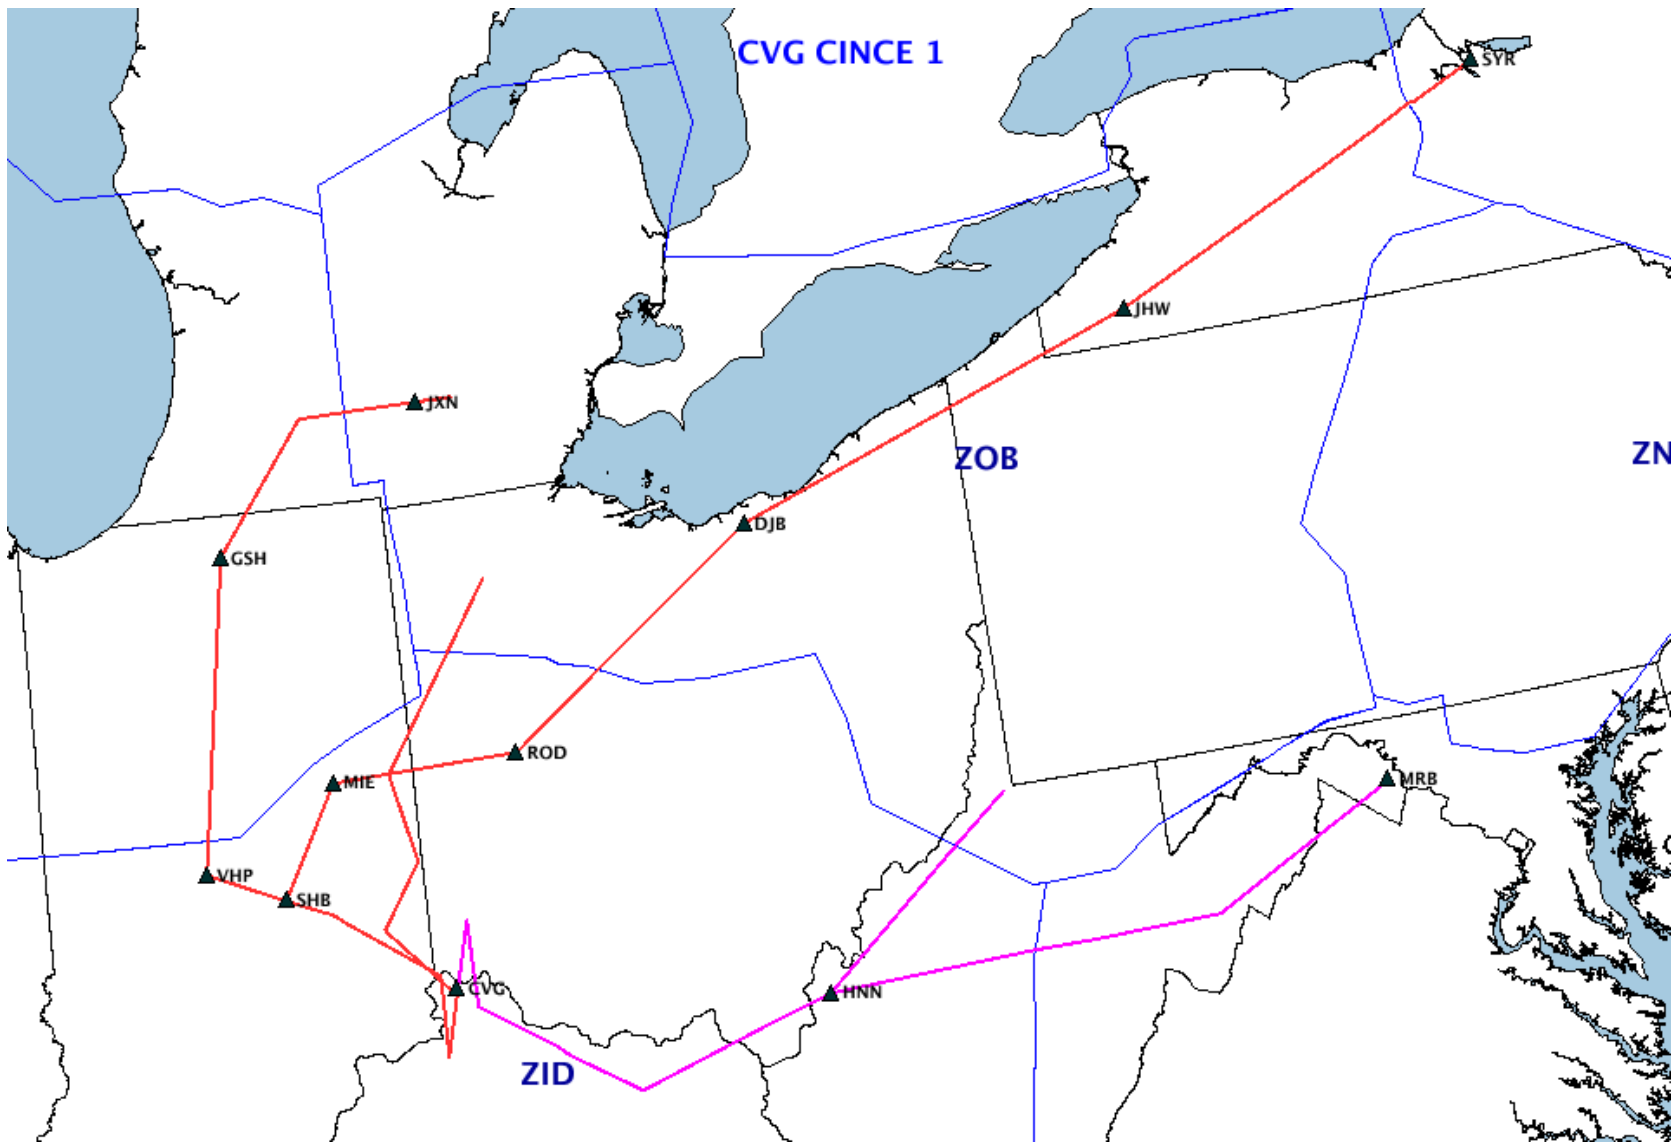 CVG CINCE 1
SYR
JHW
JXN
ZOB
ZN
DJB
GSH
ROD
MIE
MRB
VHP
SHB
CVG
HNN
ZID